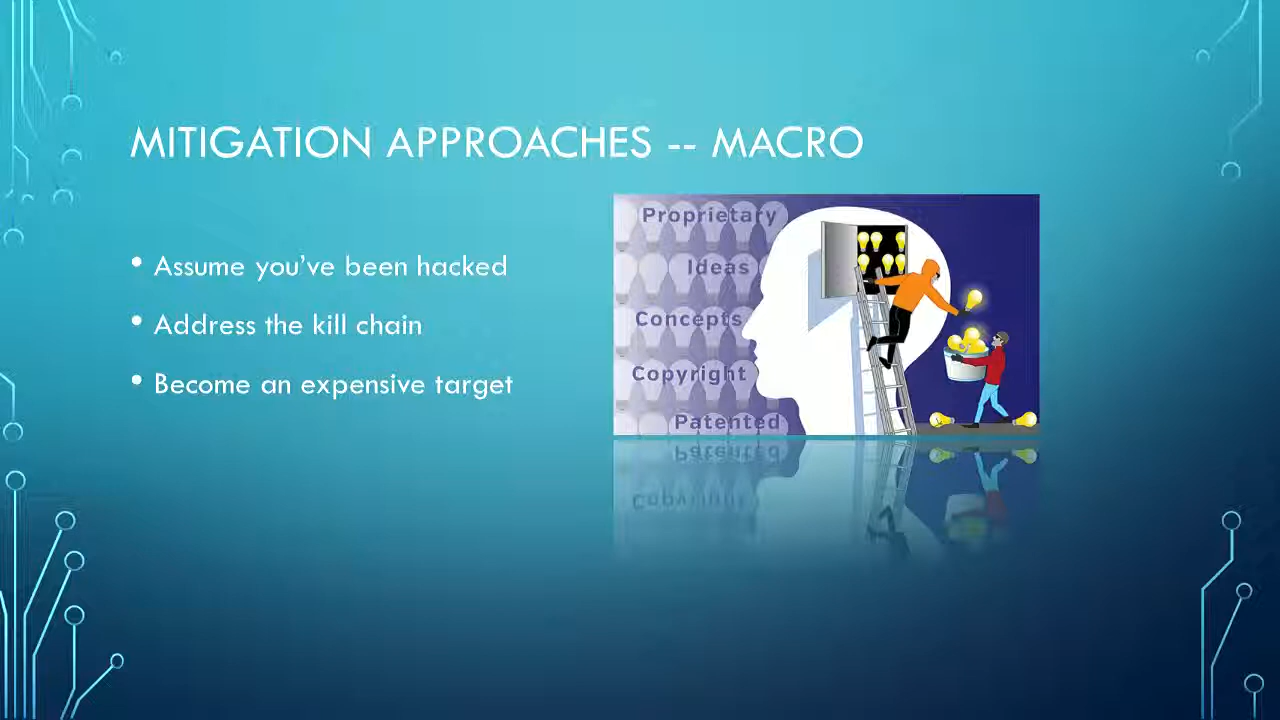 MITIGATION APPROACHES -- MACRO
• Assume you’ve been hacked
• Address the kill chain
• Become an expensive target
Proprietary
Ideas
Concepts
Copyright
Patented